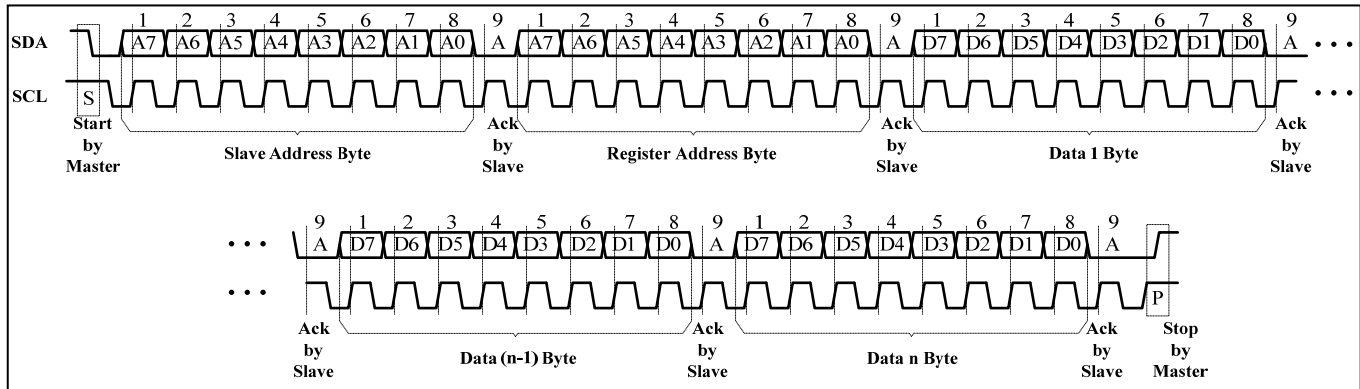 1 2 3 4 5 6 7 8 9 1 2 3 4 5 6 7 8 9 1 2 3 4 5 6 7 8 9
SDA A7 A6 A5 A4 A3 A2 A1 A0 A A7 A6 A5 A4 A3 A2 A1 A0 A D7 D6 D5 D4 D3 D2 D1 D0 A • • •
SCL S • • •
Start by Master
Slave Address Byte
Ack by Slave
Register Address Byte
Ack by Slave
Data 1 Byte
Ack by Slave
9 1 2 3 4 5 6 7 8 9 1 2 3 4 5 6 7 8 9
• • • A D7 D6 D5 D4 D3 D2 D1 D0 A D7 D6 D5 D4 D3 D2 D1 D0 A
• • • P
Ack by Slave
Data (n-1) Byte
Ack by Slave
Data n Byte
Ack by Slave
Stop by Master